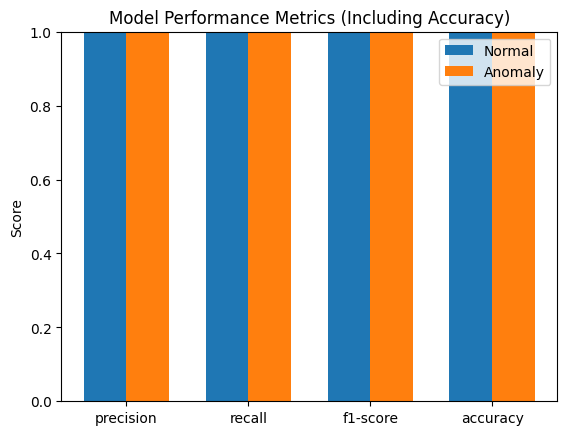 Model Performance Metrics (Including Accuracy)
Normal
Anomaly
Score
1.0
0.8
0.6
0.4
0.2
0.0
precision
recall
f1-score
accuracy